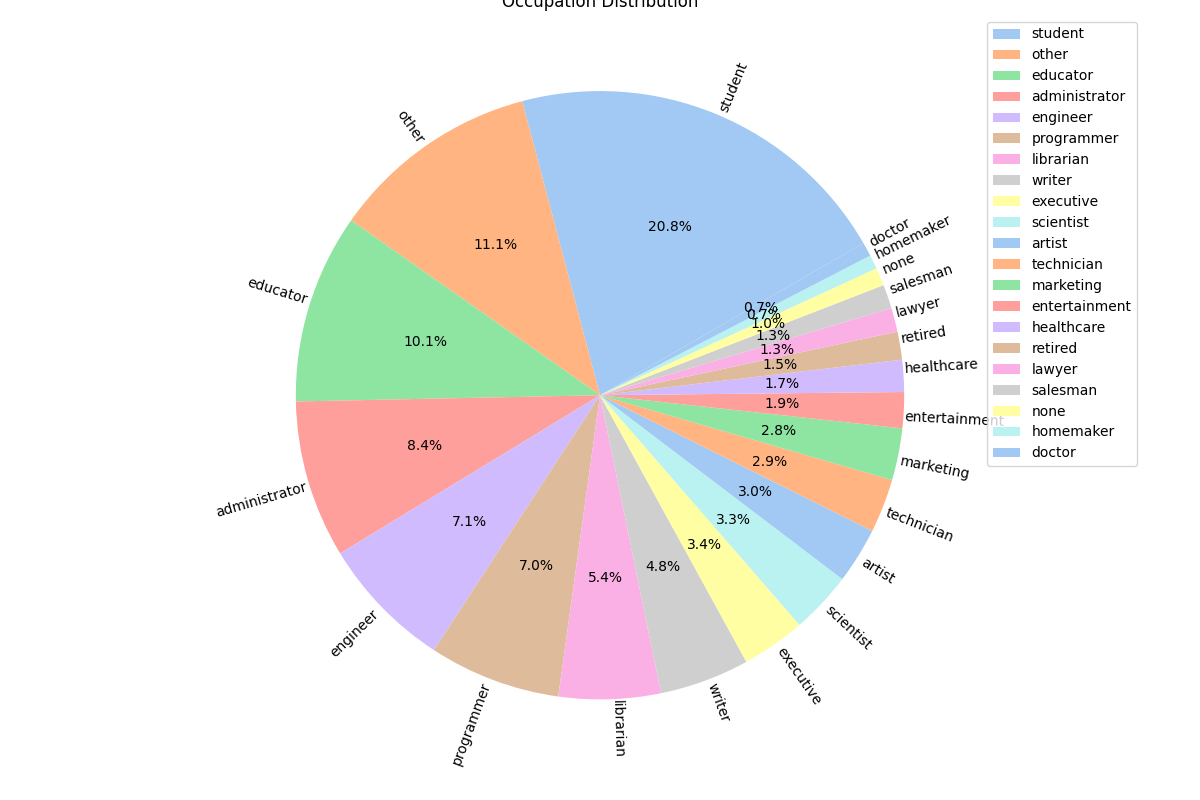 Occupation Distribution
student
other
educator
administrator
engineer
programmer
librarian
writer
executive
scientist
artist
technician
marketing
entertainment
healthcare
retired
lawyer
salesman
none
homemaker
doctor
20.8%
11.1%
10.1%
8.4%
7.1%
7.0%
5.4%
4.8%
3.4%
3.3%
3.0%
2.9%
2.8%
1.9%
1.7%
1.5%
1.3%
1.3%
1.0%
0.7%
0.7%
student
other
educator
administrator
engineer
programmer
librarian
writer
executive
scientist
artist
technician
marketing
entertainment
healthcare
retired
lawyer
salesman
none
homemaker
doctor